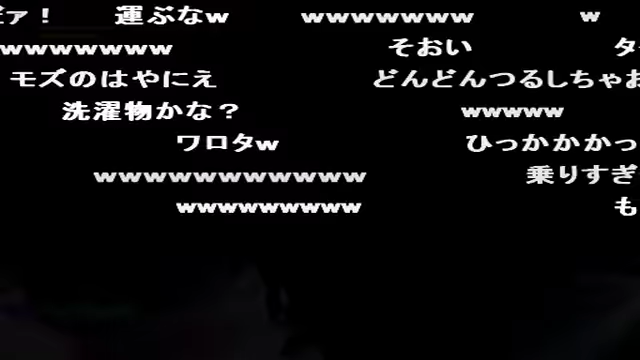 ァ！ 運ぶなw wwwwwww w
wwwwwwww そおい タ
モズのはやにえ どんどんつるしちゃお
洗濯物かな？ wwwww
ワロタw ひっかかかっ
wwwwwwwwwwww 乗りすぎ
wwwwwwwww も